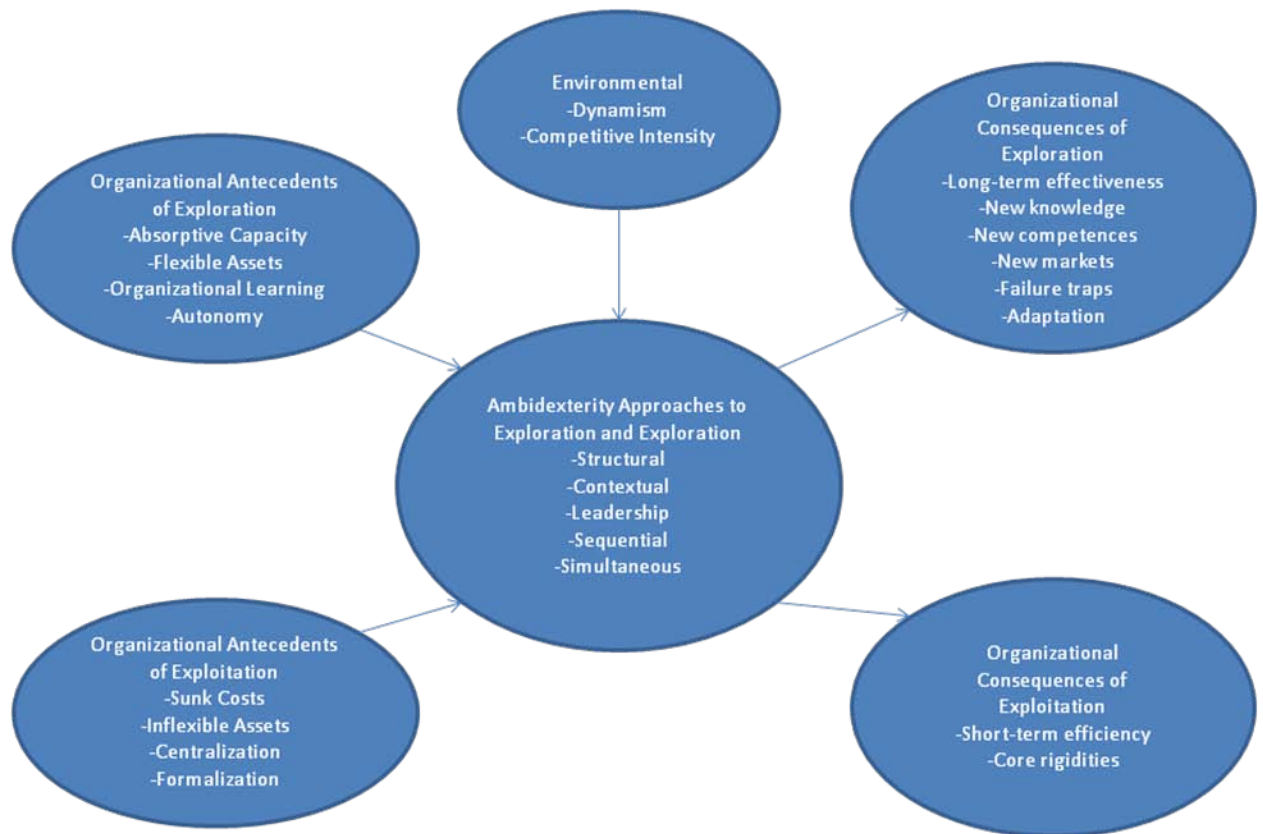 Environmental
-Dynamism
-Competitive Intensity
Organizational Antecedents
of Exploration
-Absorptive Capacity
-Flexible Assets
-Organizational Learning
-Autonomy
Organizational
Consequences of
Exploration
-Long-term effectiveness
-New knowledge
-New competences
-New markets
-Failure traps
-Adaptation
Ambidexterity Approaches to
Exploration and Exploration
-Structural
-Contextual
-Leadership
-Sequential
-Simultaneous
Organizational Antecedents
of Exploitation
-Sunk Costs
-Inflexible Assets
-Centralization
-Formalization
Organizational
Consequences of
Exploitation
-Short-term efficiency
-Core rigidities